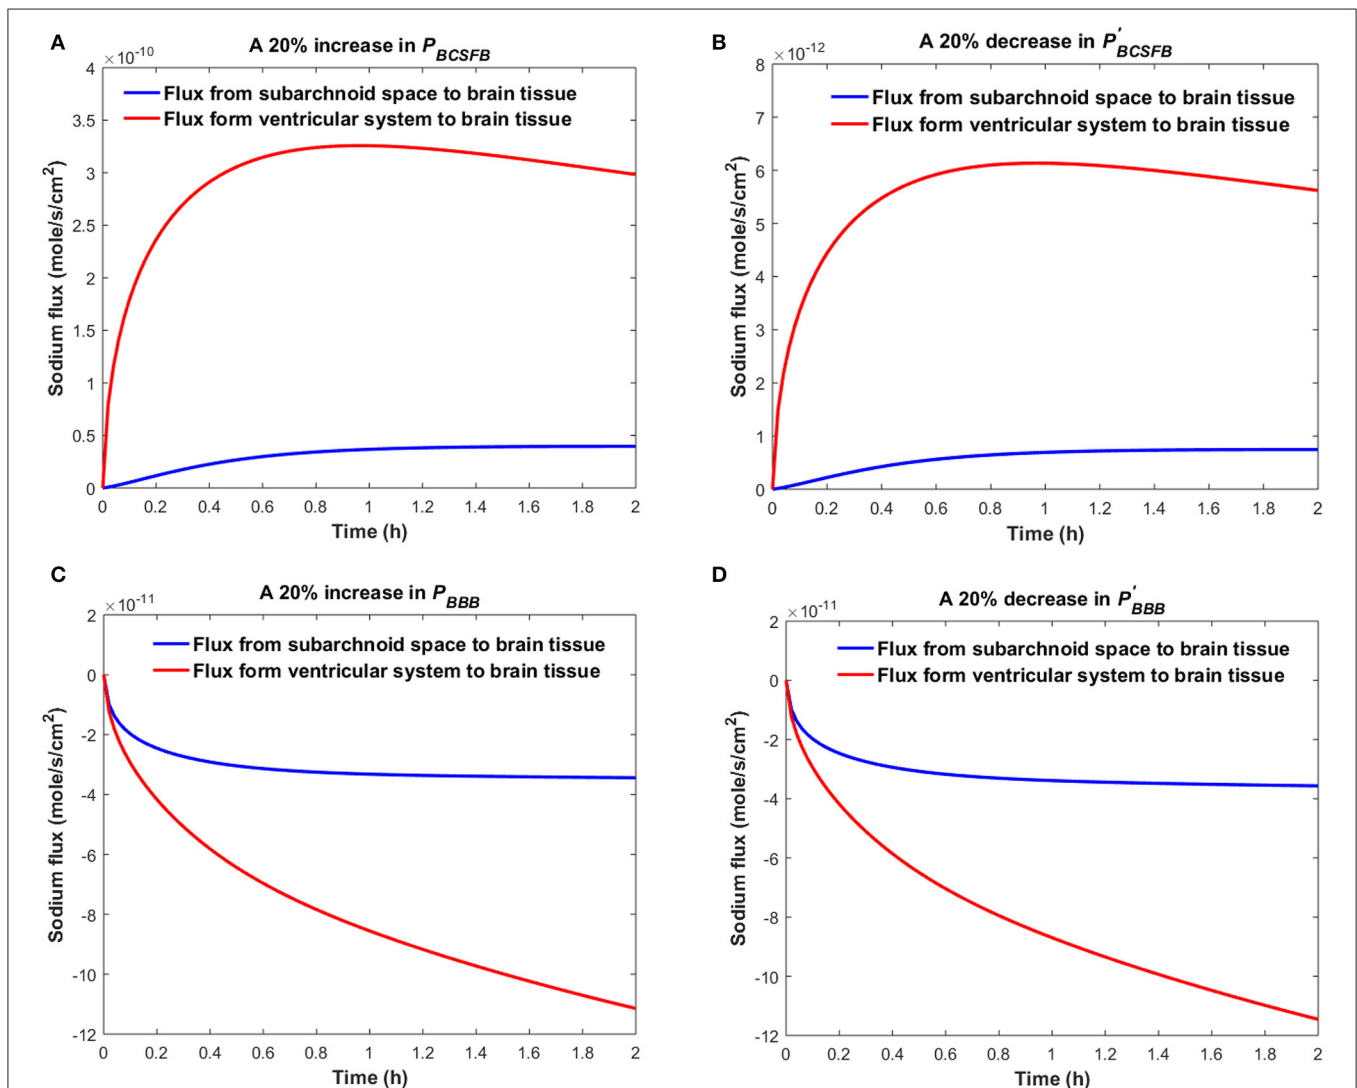 A
A 20% increase in P_BCSFB
×10^-10
4
3.5
3
2.5
2
1.5
1
0.5
0
Flux from subarchnoid space to brain tissue
Flux form ventricular system to brain tissue
Sodium flux (mole/s/cm^2)
0 0.2 0.4 0.6 0.8 1 1.2 1.4 1.6 1.8 2
Time (h)
B
A 20% decrease in P'_BCSFB
×10^-12
8
7
6
5
4
3
2
1
0
Flux from subarchnoid space to brain tissue
Flux form ventricular system to brain tissue
Sodium flux (mole/s/cm^2)
0 0.2 0.4 0.6 0.8 1 1.2 1.4 1.6 1.8 2
Time (h)
C
A 20% increase in P_BBB
×10^-11
2
0
-2
-4
-6
-8
-10
-12
Flux from subarchnoid space to brain tissue
Flux form ventricular system to brain tissue
Sodium flux (mole/s/cm^2)
0 0.2 0.4 0.6 0.8 1 1.2 1.4 1.6 1.8 2
Time (h)
D
A 20% decrease in P'_BBB
×10^-11
2
0
-2
-4
-6
-8
-10
-12
Flux from subarchnoid space to brain tissue
Flux form ventricular system to brain tissue
Sodium flux (mole/s/cm^2)
0 0.2 0.4 0.6 0.8 1 1.2 1.4 1.6 1.8 2
Time (h)